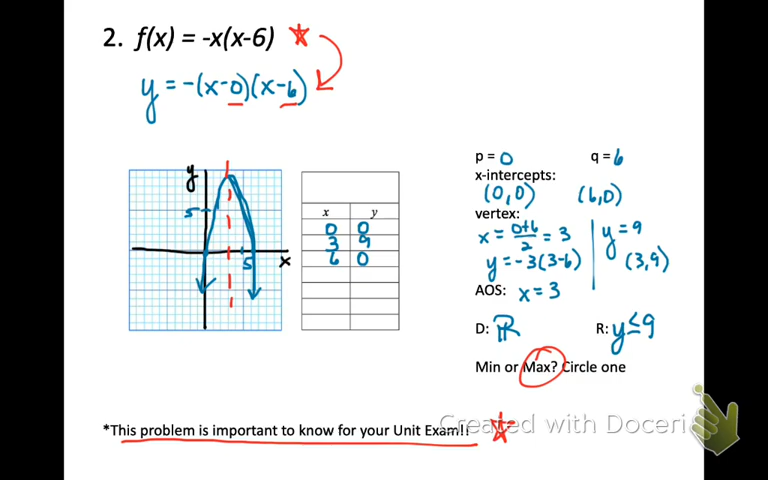 2. f(x) = -x(x-6)
y = -(x-0)(x-6)
p = 0 q = 6
x-intercepts:
(0,0) (6,0)
vertex:
x = 0+6/2 = 3
y = 9
y = -3(3-6)
(3,9)
AOS: x = 3
D: ℝ R: y ≤ 9
Min or Max? Circle one
y
5
5
x
x y
0 0
3 9
6 0
*This problem is important to know for your Unit Exam!!
Created with Doceri